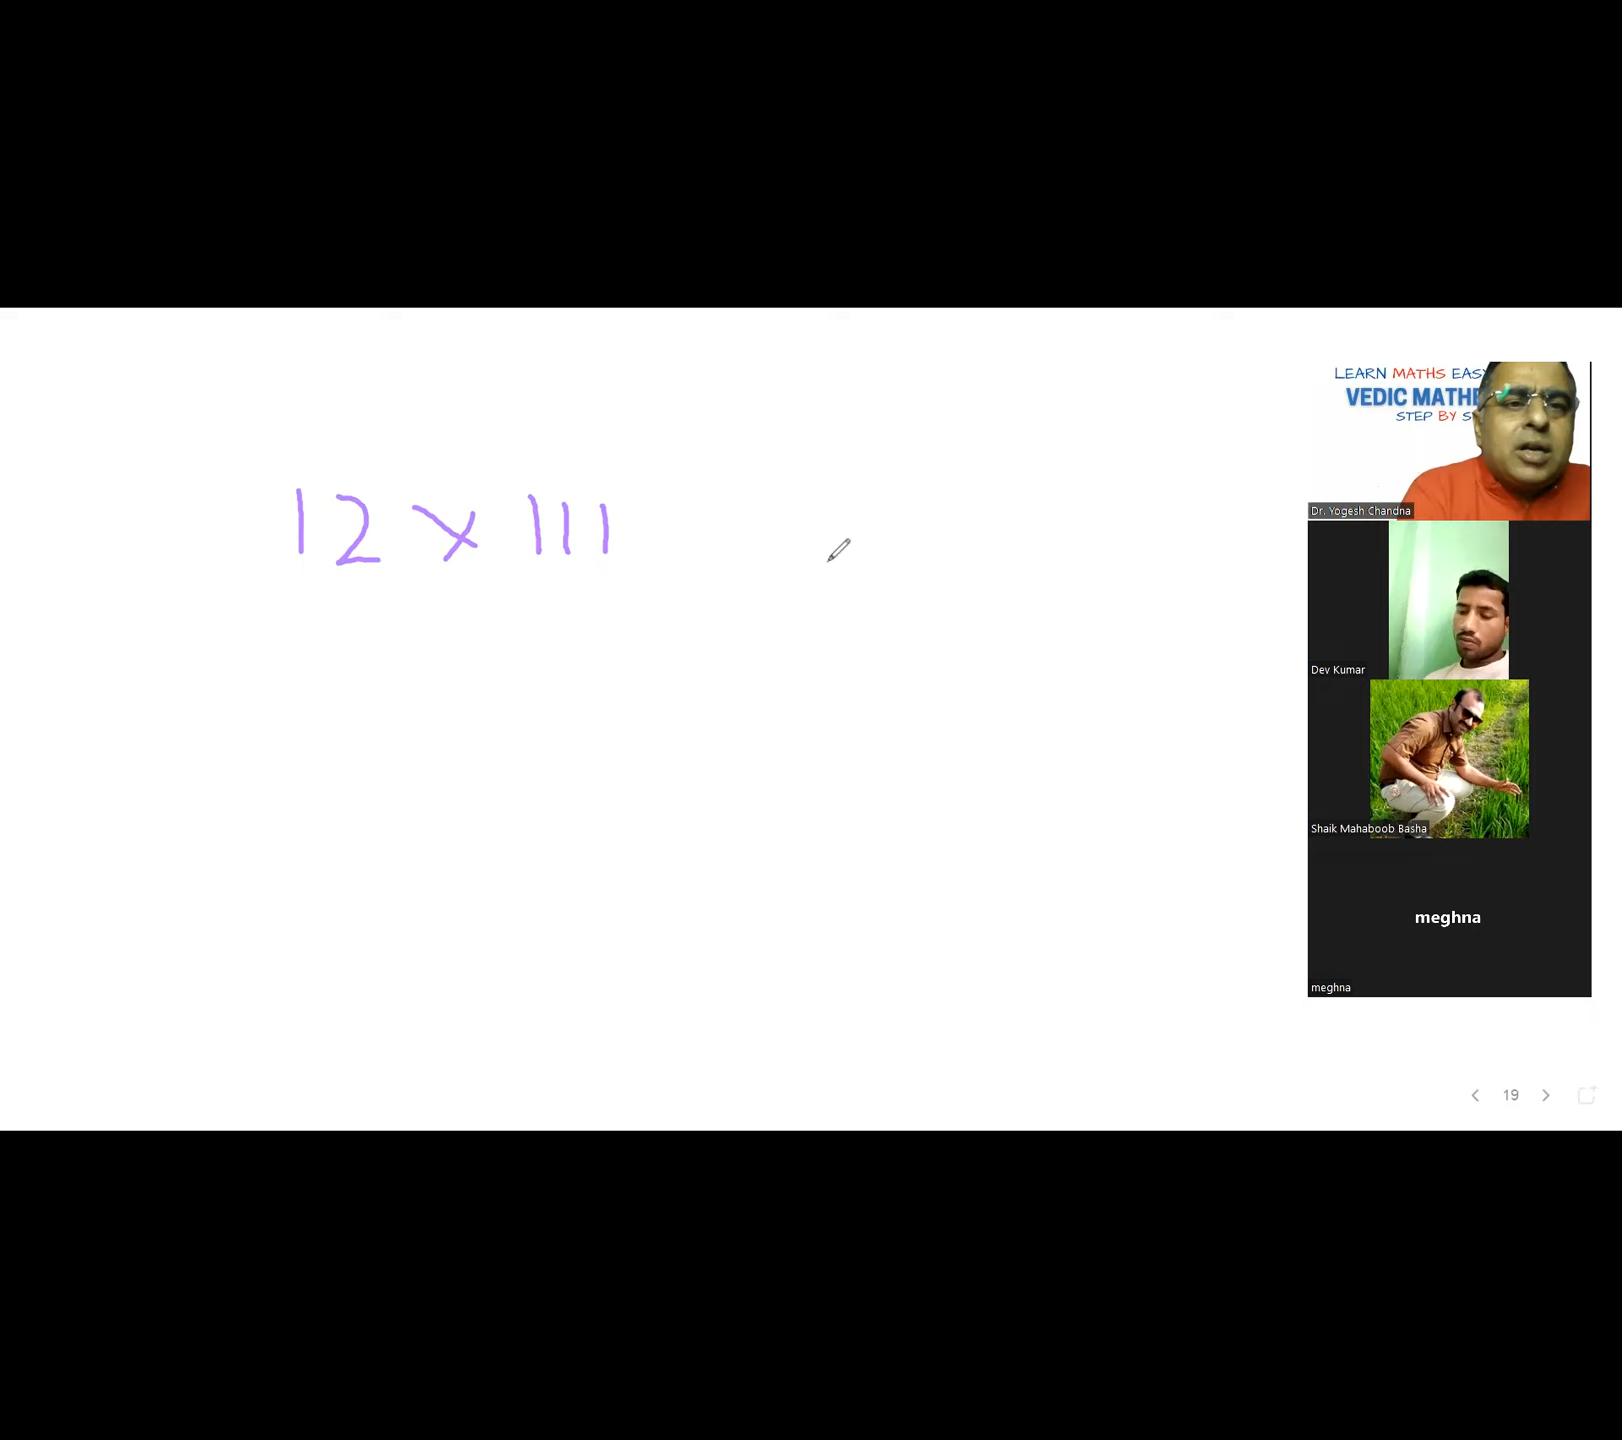 12 x 111
LEARN MATHS EASY
VEDIC MATHE
STEP BY S
Dr. Yogesh Chandna
Dev Kumar
Shaik Mahaboob Basha
meghna
meghna
19